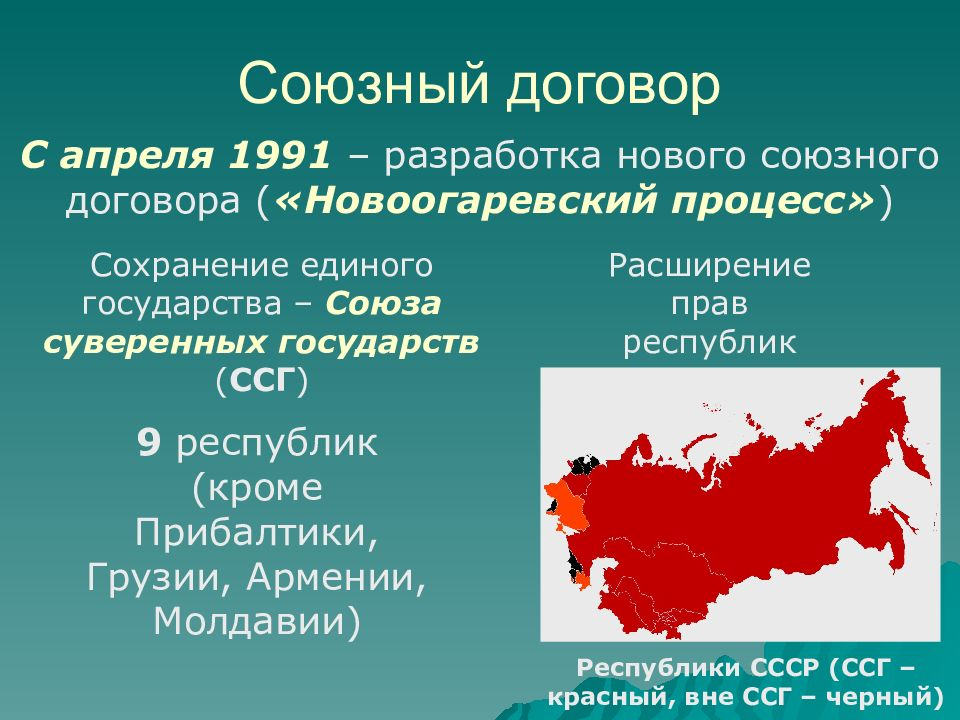 Союзный договор
С апреля 1991 – разработка нового союзного
договора («Новоогаревский процесс»)
Сохранение единого
государства – Союза
суверенных государств
(ССГ)
Расширение
прав
республик
9 республик
(кроме
Прибалтики,
Грузии, Армении,
Молдавии)
Республики СССР (ССГ –
красный, вне ССГ – черный)